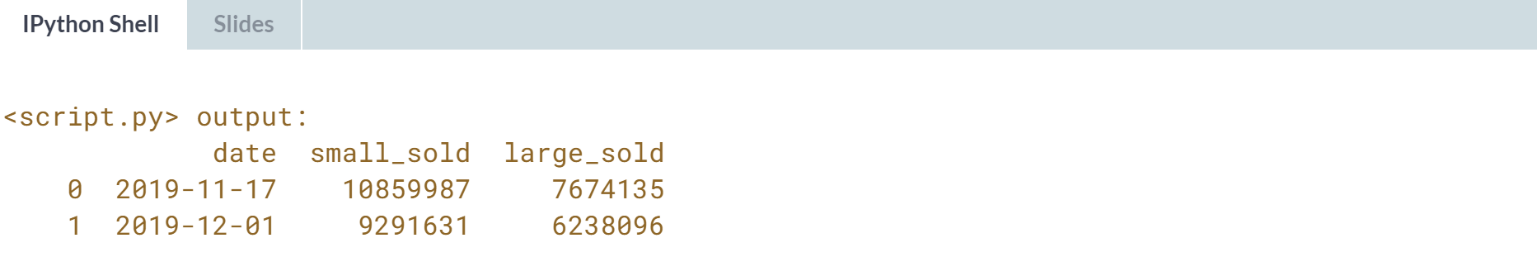 IPython Shell Slides
<script.py> output:
date small_sold large_sold
0 2019-11-17 10859987 7674135
1 2019-12-01 9291631 6238096